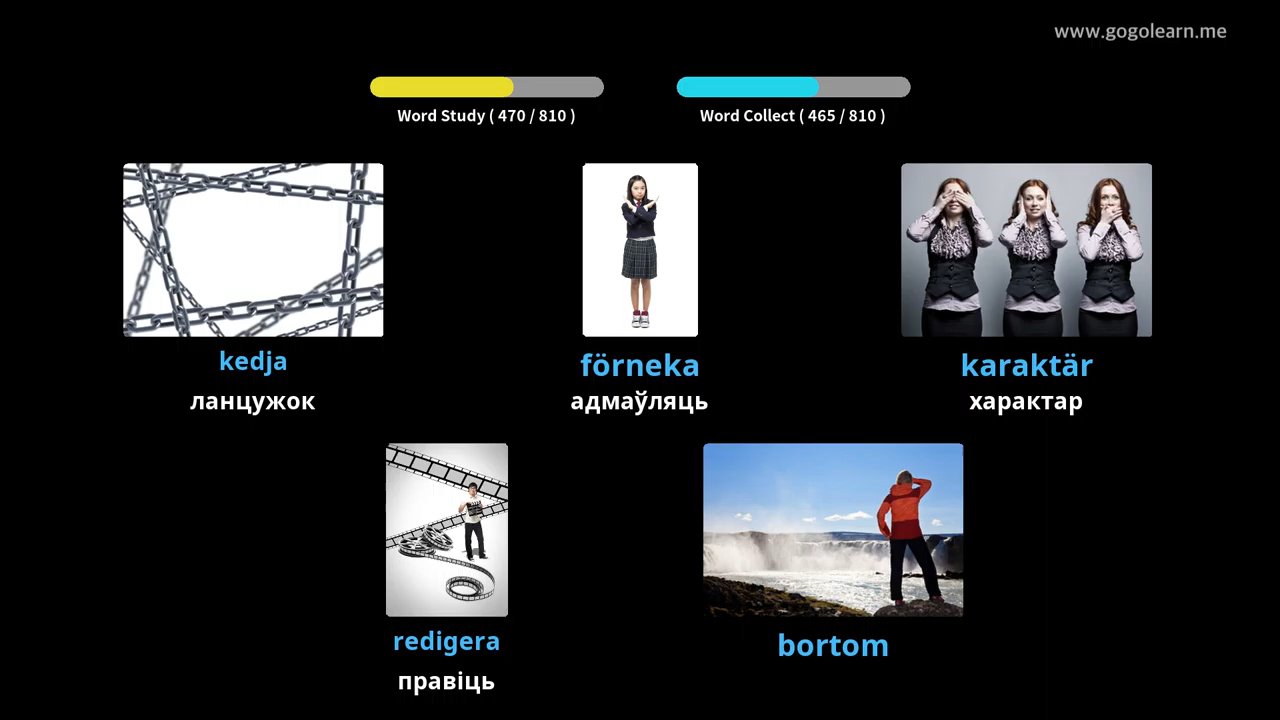 www.gogolearn.me
Word Study ( 470 / 810 )
Word Collect ( 465 / 810 )
kedja
ланцужок
förneka
адмаўляць
karaktär
характар
redigera
правіць
bortom